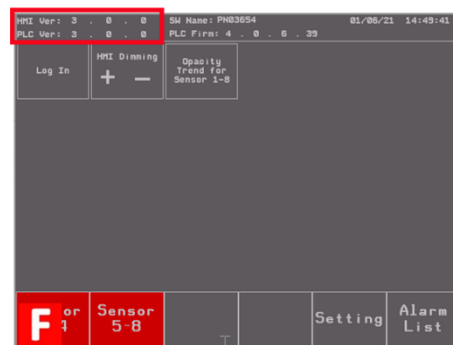 HMI Ver: 3 . 0 . 0 SW Name: PN03654 01/06/21 14:49:41
PLC Ver: 3 . 0 . 0 PLC Firm: 4 . 0 . 6 . 39
Log In
HMI Dimming
+ −
Opacity
Trend for
Sensor 1-8
F
or
4
Sensor
5-8
Setting
Alarm
List